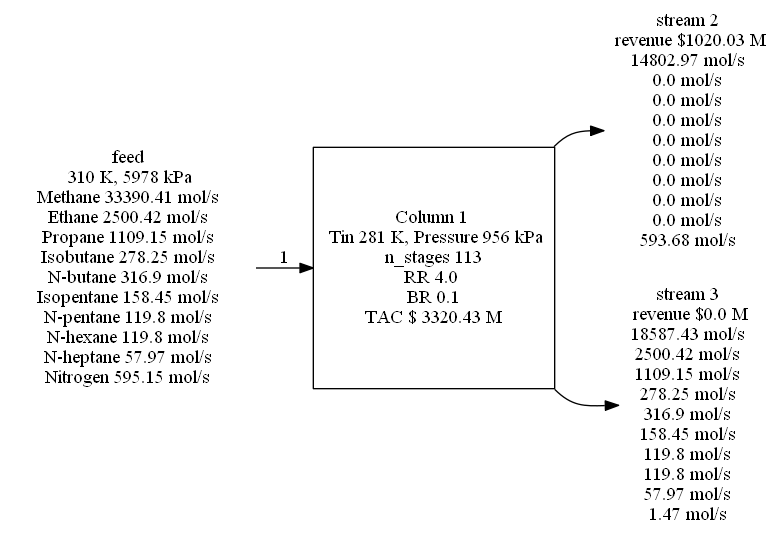 feed
310 K, 5978 kPa
Methane 33390.41 mol/s
Ethane 2500.42 mol/s
Propane 1109.15 mol/s
Isobutane 278.25 mol/s
N-butane 316.9 mol/s
Isopentane 158.45 mol/s
N-pentane 119.8 mol/s
N-hexane 119.8 mol/s
N-heptane 57.97 mol/s
Nitrogen 595.15 mol/s
1
Column 1
Tin 281 K, Pressure 956 kPa
n_stages 113
RR 4.0
BR 0.1
TAC $ 3320.43 M
stream 2
revenue $1020.03 M
14802.97 mol/s
0.0 mol/s
0.0 mol/s
0.0 mol/s
0.0 mol/s
0.0 mol/s
0.0 mol/s
0.0 mol/s
0.0 mol/s
593.68 mol/s
stream 3
revenue $0.0 M
18587.43 mol/s
2500.42 mol/s
1109.15 mol/s
278.25 mol/s
316.9 mol/s
158.45 mol/s
119.8 mol/s
119.8 mol/s
57.97 mol/s
1.47 mol/s